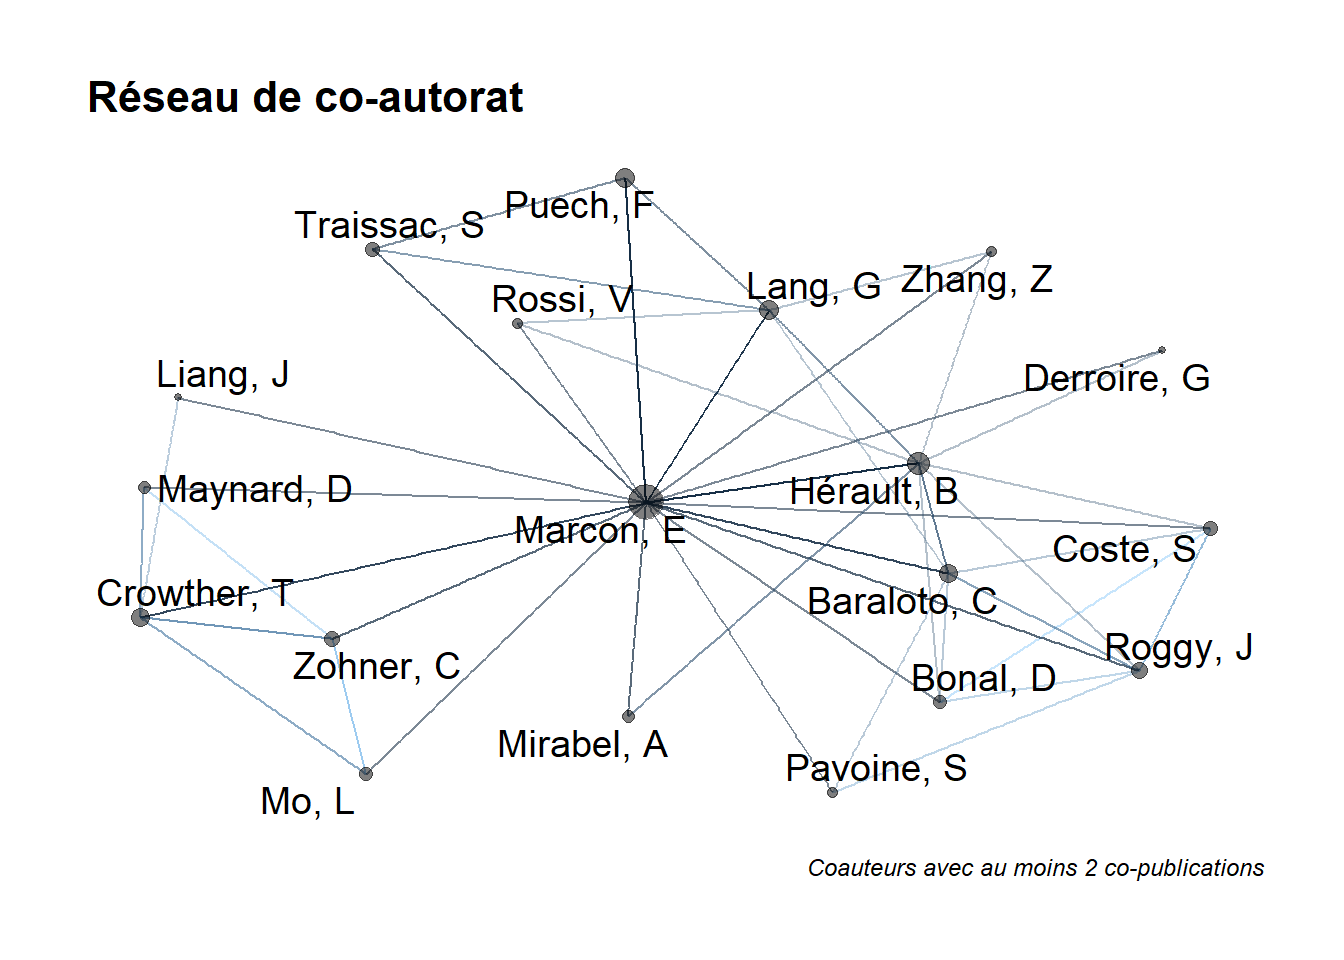 Réseau de co-autorat
Puech, F
Traissac, S
Zhang, Z
Lang, G
Rossi, V
Liang, J
Derroire, G
Maynard, D
Hérault, B
Marcon, E
Coste, S
Crowther, T
Baraloto, C
Roggy, J
Zohner, C
Bonal, D
Mirabel, A
Pavoine, S
Mo, L
Coauteurs avec au moins 2 co-publications